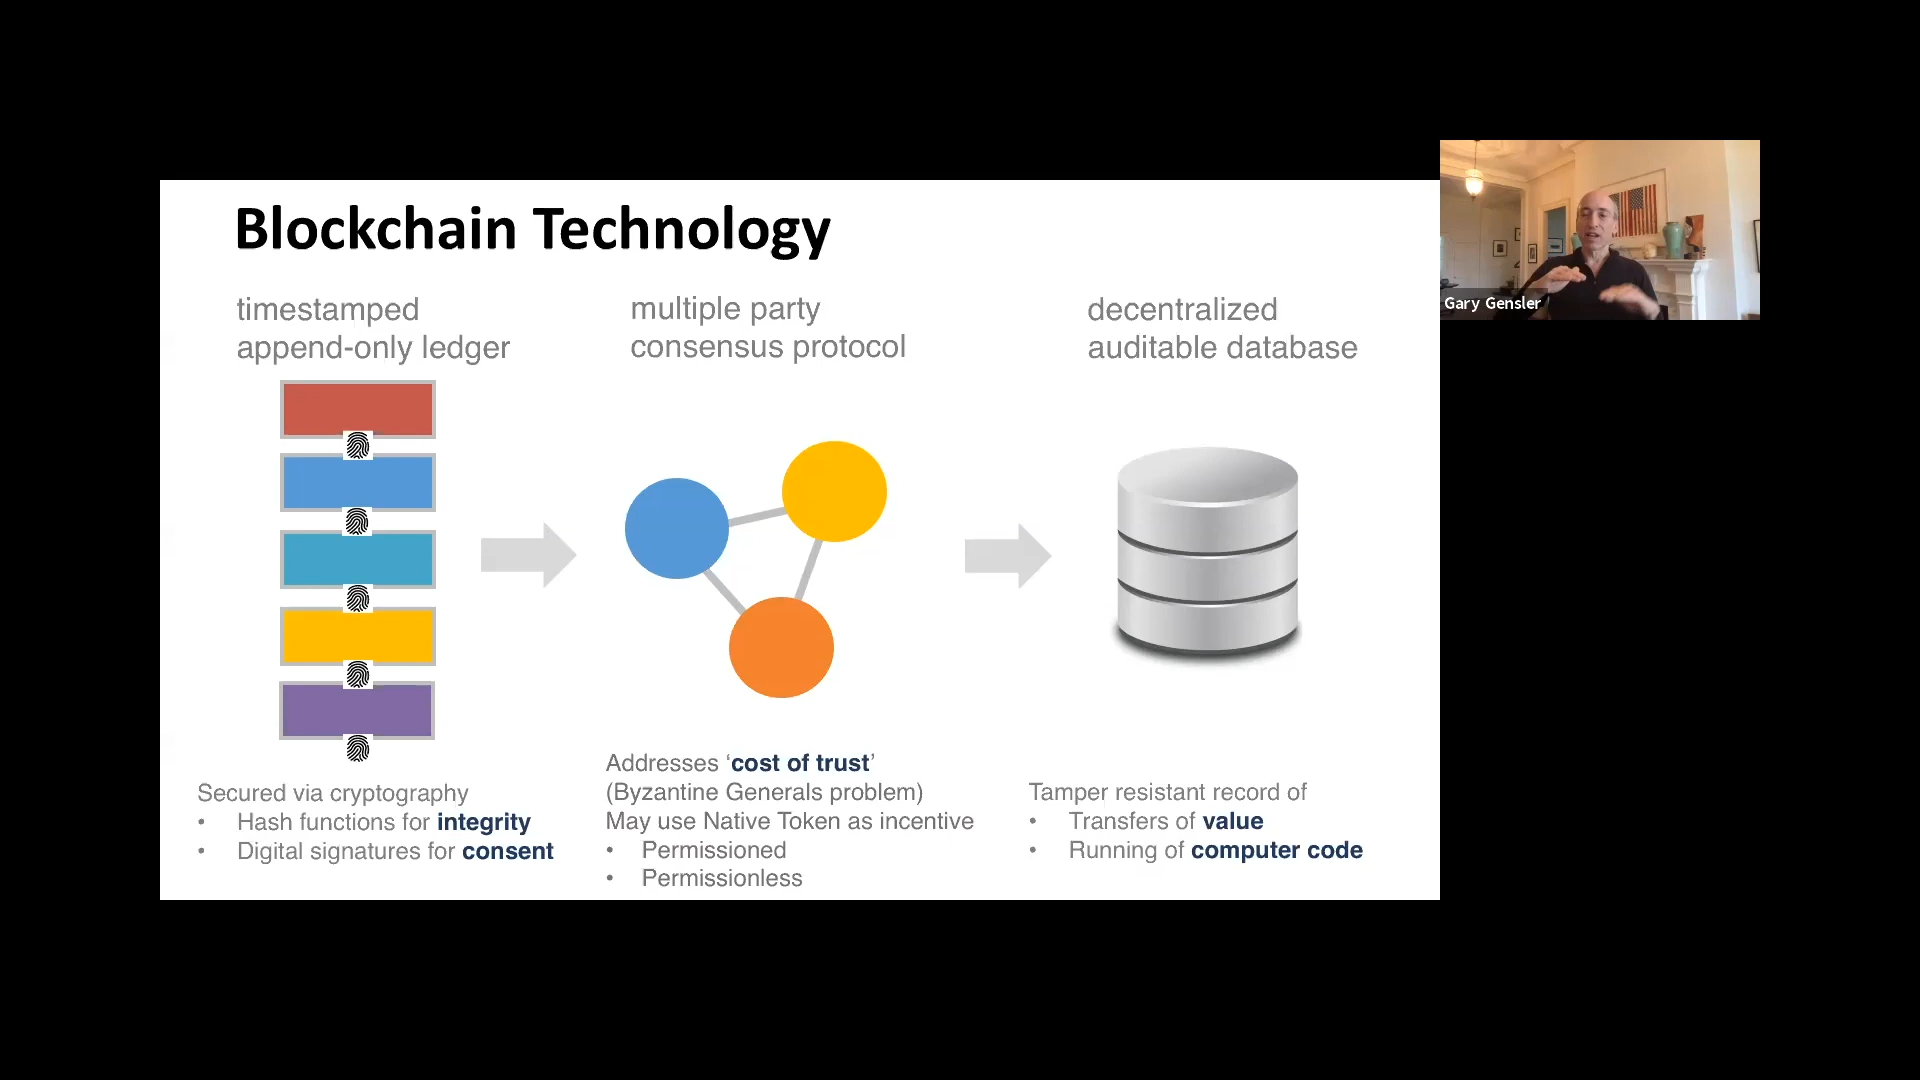 Blockchain Technology
timestamped
append-only ledger
multiple party
consensus protocol
decentralized
auditable database
Secured via cryptography
• Hash functions for integrity
• Digital signatures for consent
Addresses ‘cost of trust’
(Byzantine Generals problem)
May use Native Token as incentive
• Permissioned
• Permissionless
Tamper resistant record of
• Transfers of value
• Running of computer code
Gary Gensler